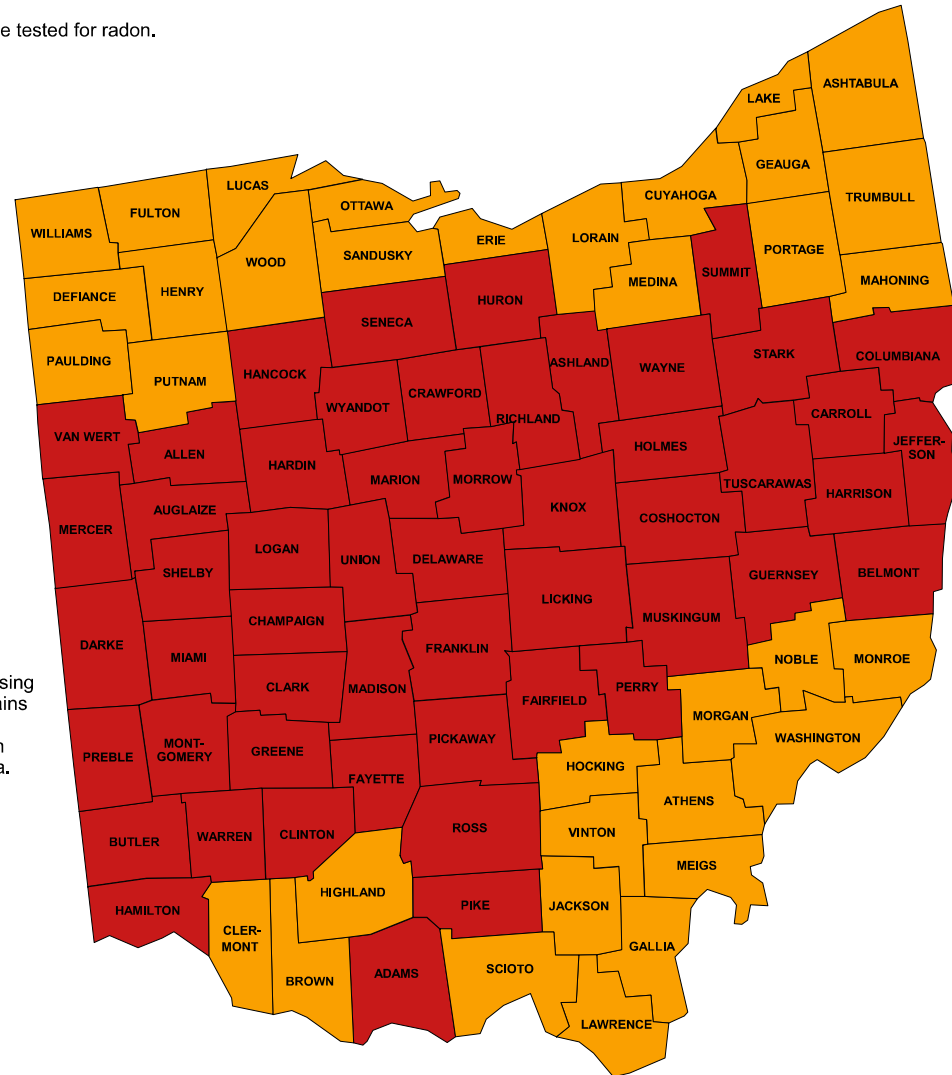 e tested for radon.
ASHTABULA
LAKE
GEAUGA
CUYAHOGA
TRUMBULL
LUCAS
OTTAWA
FULTON
WILLIAMS
LORAIN
ERIE
SANDUSKY
WOOD
PORTAGE
SUMMIT
MEDINA
MAHONING
HENRY
DEFIANCE
HURON
SENECA
STARK
COLUMBIANA
PAULDING
PUTNAM
HANCOCK
ASHLAND
WAYNE
CRAWFORD
WYANDOT
RICHLAND
CARROLL
VAN WERT
ALLEN
HARDIN
HOLMES
JEFFER-
SON
MARION
MORROW
TUSCARAWAS
HARRISON
AUGLAIZE
MERCER
KNOX
COSHOCTON
LOGAN
UNION
DELAWARE
SHELBY
GUERNSEY
BELMONT
LICKING
MUSKINGUM
CHAMPAIGN
DARKE
MIAMI
FRANKLIN
NOBLE
MONROE
sing
ains
CLARK
MADISON
FAIRFIELD
PERRY
MORGAN
WASHINGTON
PREBLE
MONT-
GOMERY
GREENE
PICKAWAY
n
a.
FAYETTE
HOCKING
ATHENS
BUTLER
WARREN
CLINTON
ROSS
VINTON
MEIGS
HIGHLAND
HAMILTON
PIKE
JACKSON
CLER-
MONT
GALLIA
BROWN
ADAMS
SCIOTO
LAWRENCE